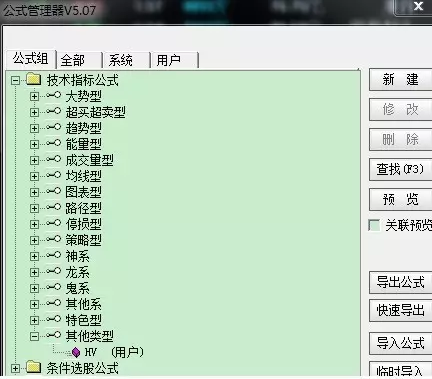 公式管理器V5.07
公式组 全部 系统 用户
技术指标公式
大势型
超买超卖型
趋势型
能量型
成交量型
均线型
图表型
路径型
停损型
策略型
神系
龙系
鬼系
其他系
特色型
其他类型
HV (用户)
条件选股公式
新 建
修 改
删 除
查找(F3)
预 览
关联预览
导出公式
快速导出
导入公式
临时导入